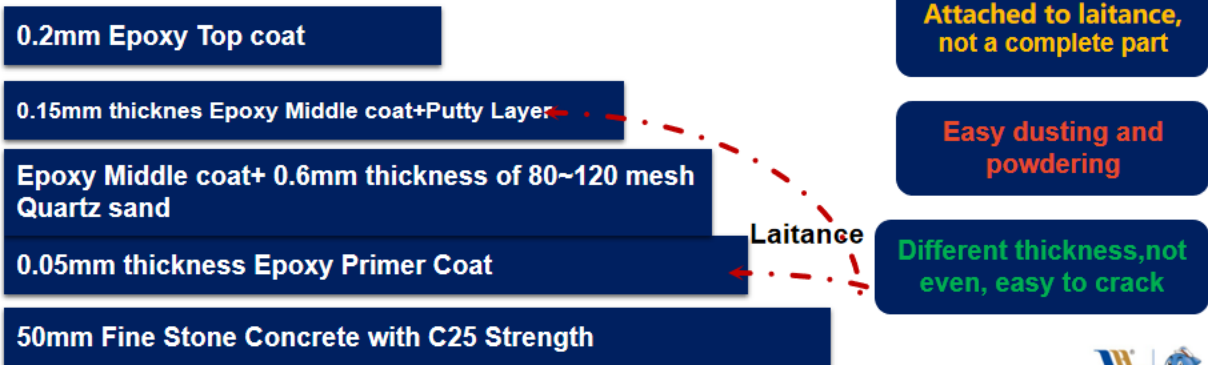 0.2mm Epoxy Top coat
0.15mm thicknes Epoxy Middle coat+Putty Layer
Epoxy Middle coat+ 0.6mm thickness of 80~120 mesh
Quartz sand
0.05mm thickness Epoxy Primer Coat
50mm Fine Stone Concrete with C25 Strength
Laitance
Attached to laitance,
not a complete part
Easy dusting and
powdering
Different thickness,not
even, easy to crack